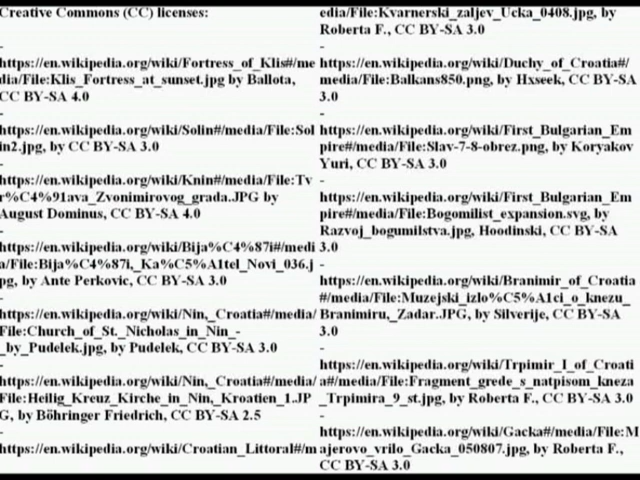 Creative Commons (CC) licenses:
-
https://en.wikipedia.org/wiki/Fortress_of_Klis#/me
dia/File:Klis_Fortress_at_sunset.jpg by Ballota,
CC BY-SA 4.0
-
https://en.wikipedia.org/wiki/Solin#/media/File:Sol
in2.jpg, by CC BY-SA 3.0
-
https://en.wikipedia.org/wiki/Knin#/media/File:Tv
r%C4%91ava_Zvonimirovog_grada.JPG by
August Dominus, CC BY-SA 4.0
-
https://en.wikipedia.org/wiki/Bija%C4%87i#/medi
a/File:Bija%C4%87i,_Ka%C5%A1tel_Novi_036.j
pg, by Ante Perkovic, CC BY-SA 3.0
-
https://en.wikipedia.org/wiki/Nin,_Croatia#/media/
File:Church_of_St._Nicholas_in_Nin_-
_by_Pudelek.jpg, by Pudelek, CC BY-SA 3.0
-
https://en.wikipedia.org/wiki/Nin,_Croatia#/media/
File:Heilig_Kreuz_Kirche_in_Nin,_Kroatien_1.JP
G, by Böhringer Friedrich, CC BY-SA 2.5
-
https://en.wikipedia.org/wiki/Croatian_Littoral#/m
edia/File:Kvarnerski_zaljev_Ucka_0408.jpg, by
Roberta F., CC BY-SA 3.0
-
https://en.wikipedia.org/wiki/Duchy_of_Croatia#/
media/File:Balkans850.png, by Hxseek, CC BY-SA
3.0
-
https://en.wikipedia.org/wiki/First_Bulgarian_Em
pire#/media/File:Slav-7-8-obrez.png, by Koryakov
Yuri, CC BY-SA 3.0
-
https://en.wikipedia.org/wiki/First_Bulgarian_Em
pire#/media/File:Bogomilist_expansion.svg, by
Razvoj_bogumilstva.jpg, Hoodinski, CC BY-SA
3.0
-
https://en.wikipedia.org/wiki/Branimir_of_Croatia
#/media/File:Muzejski_izlo%C5%A1ci_o_knezu_
Branimiru,_Zadar.JPG, by Silverije, CC BY-SA
3.0
-
https://en.wikipedia.org/wiki/Trpimir_I_of_Croati
a#/media/File:Fragment_grede_s_natpisom_kneza
_Trpimira_9_st.jpg, by Roberta F., CC BY-SA 3.0
-
https://en.wikipedia.org/wiki/Gacka#/media/File:M
ajerovo_vrilo_Gacka_050807.jpg, by Roberta F.,
CC BY-SA 3.0